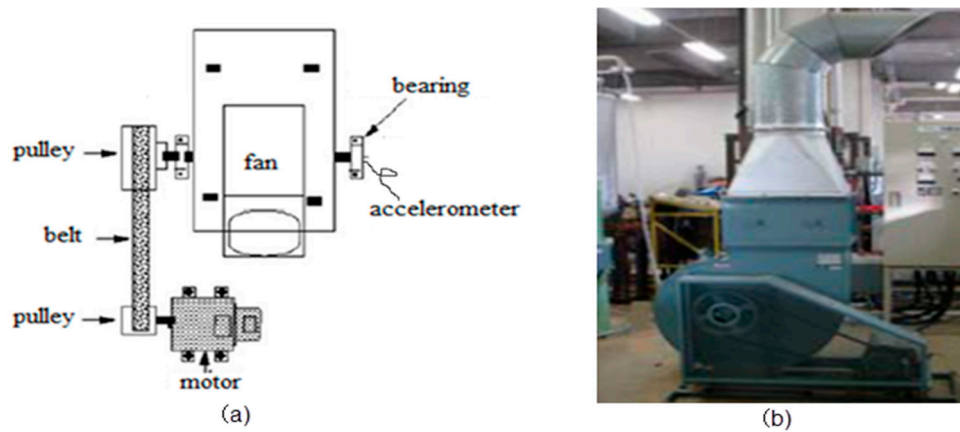 bearing
pulley
fan
accelerometer
belt
pulley
motor
(a)
(b)